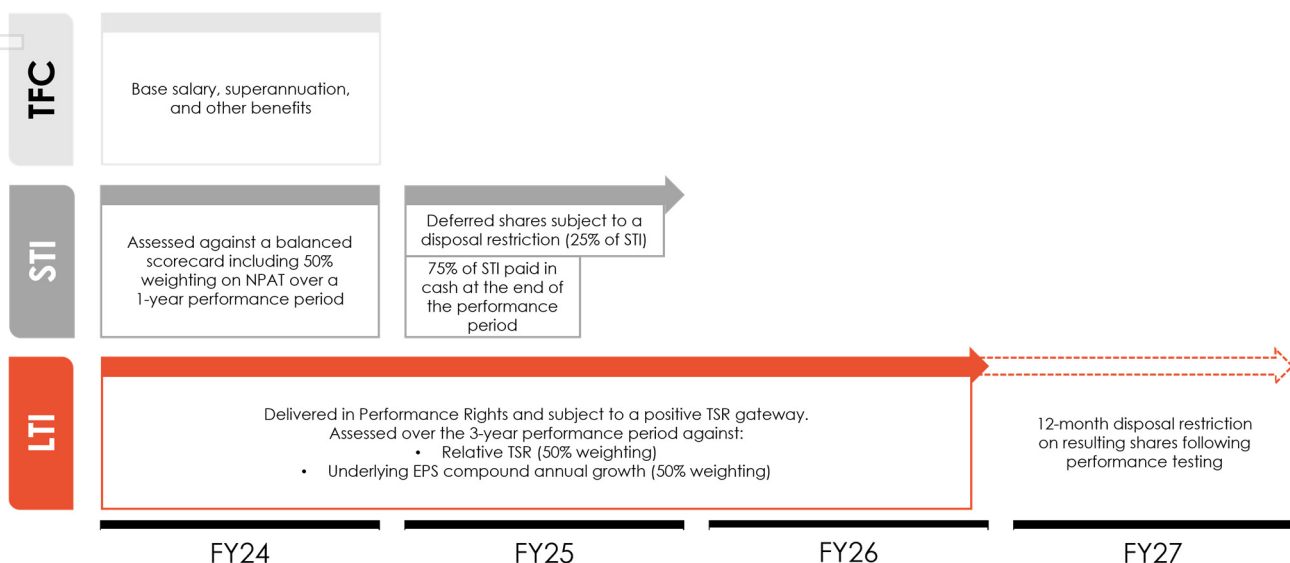 TFC
Base salary, superannuation,
and other benefits
STI
Assessed against a balanced
scorecard including 50%
weighting on NPAT over a
1-year performance period
Deferred shares subject to a
disposal restriction (25% of STI)
75% of STI paid in
cash at the end of
the performance
period
LTI
Delivered in Performance Rights and subject to a positive TSR gateway.
Assessed over the 3-year performance period against:
• Relative TSR (50% weighting)
• Underlying EPS compound annual growth (50% weighting)
12-month disposal restriction
on resulting shares following
performance testing
FY24
FY25
FY26
FY27